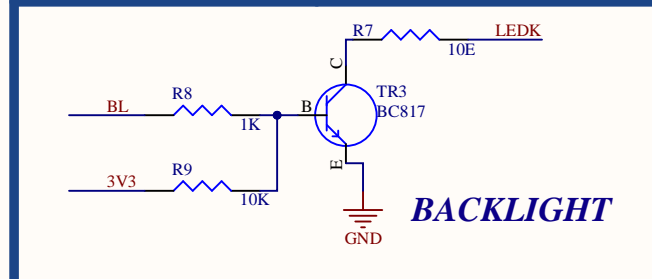 R7
LEDK
10E
C
R8
TR3
BC817
BL
B
1K
R9
3V3
10K
E
BACKLIGHT
GND